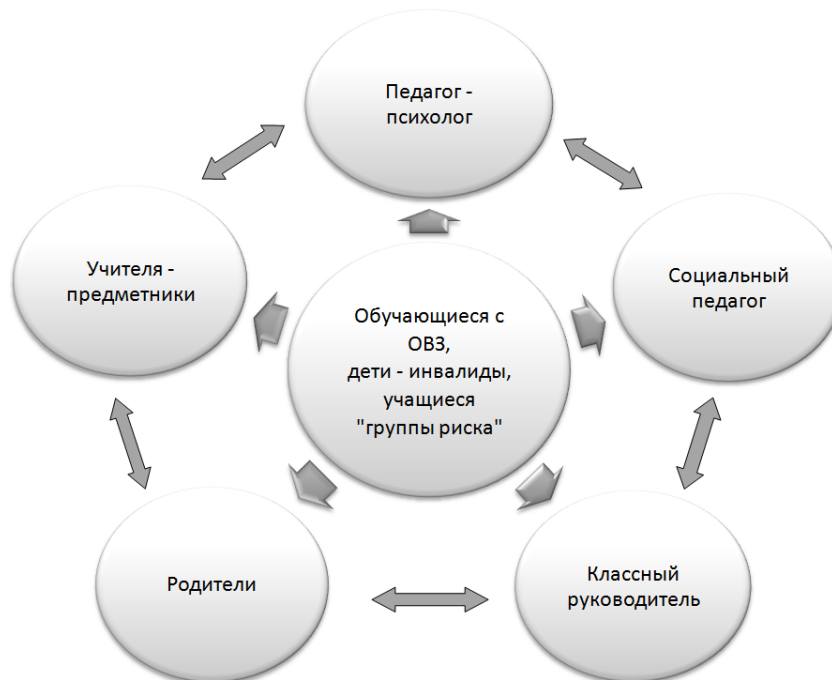 Педагог -
психолог
Учителя -
предметники
Социальный
педагог
Обучающиеся с
ОВЗ,
дети - инвалиды,
учащиеся
"группы риска"
Родители
Классный
руководитель